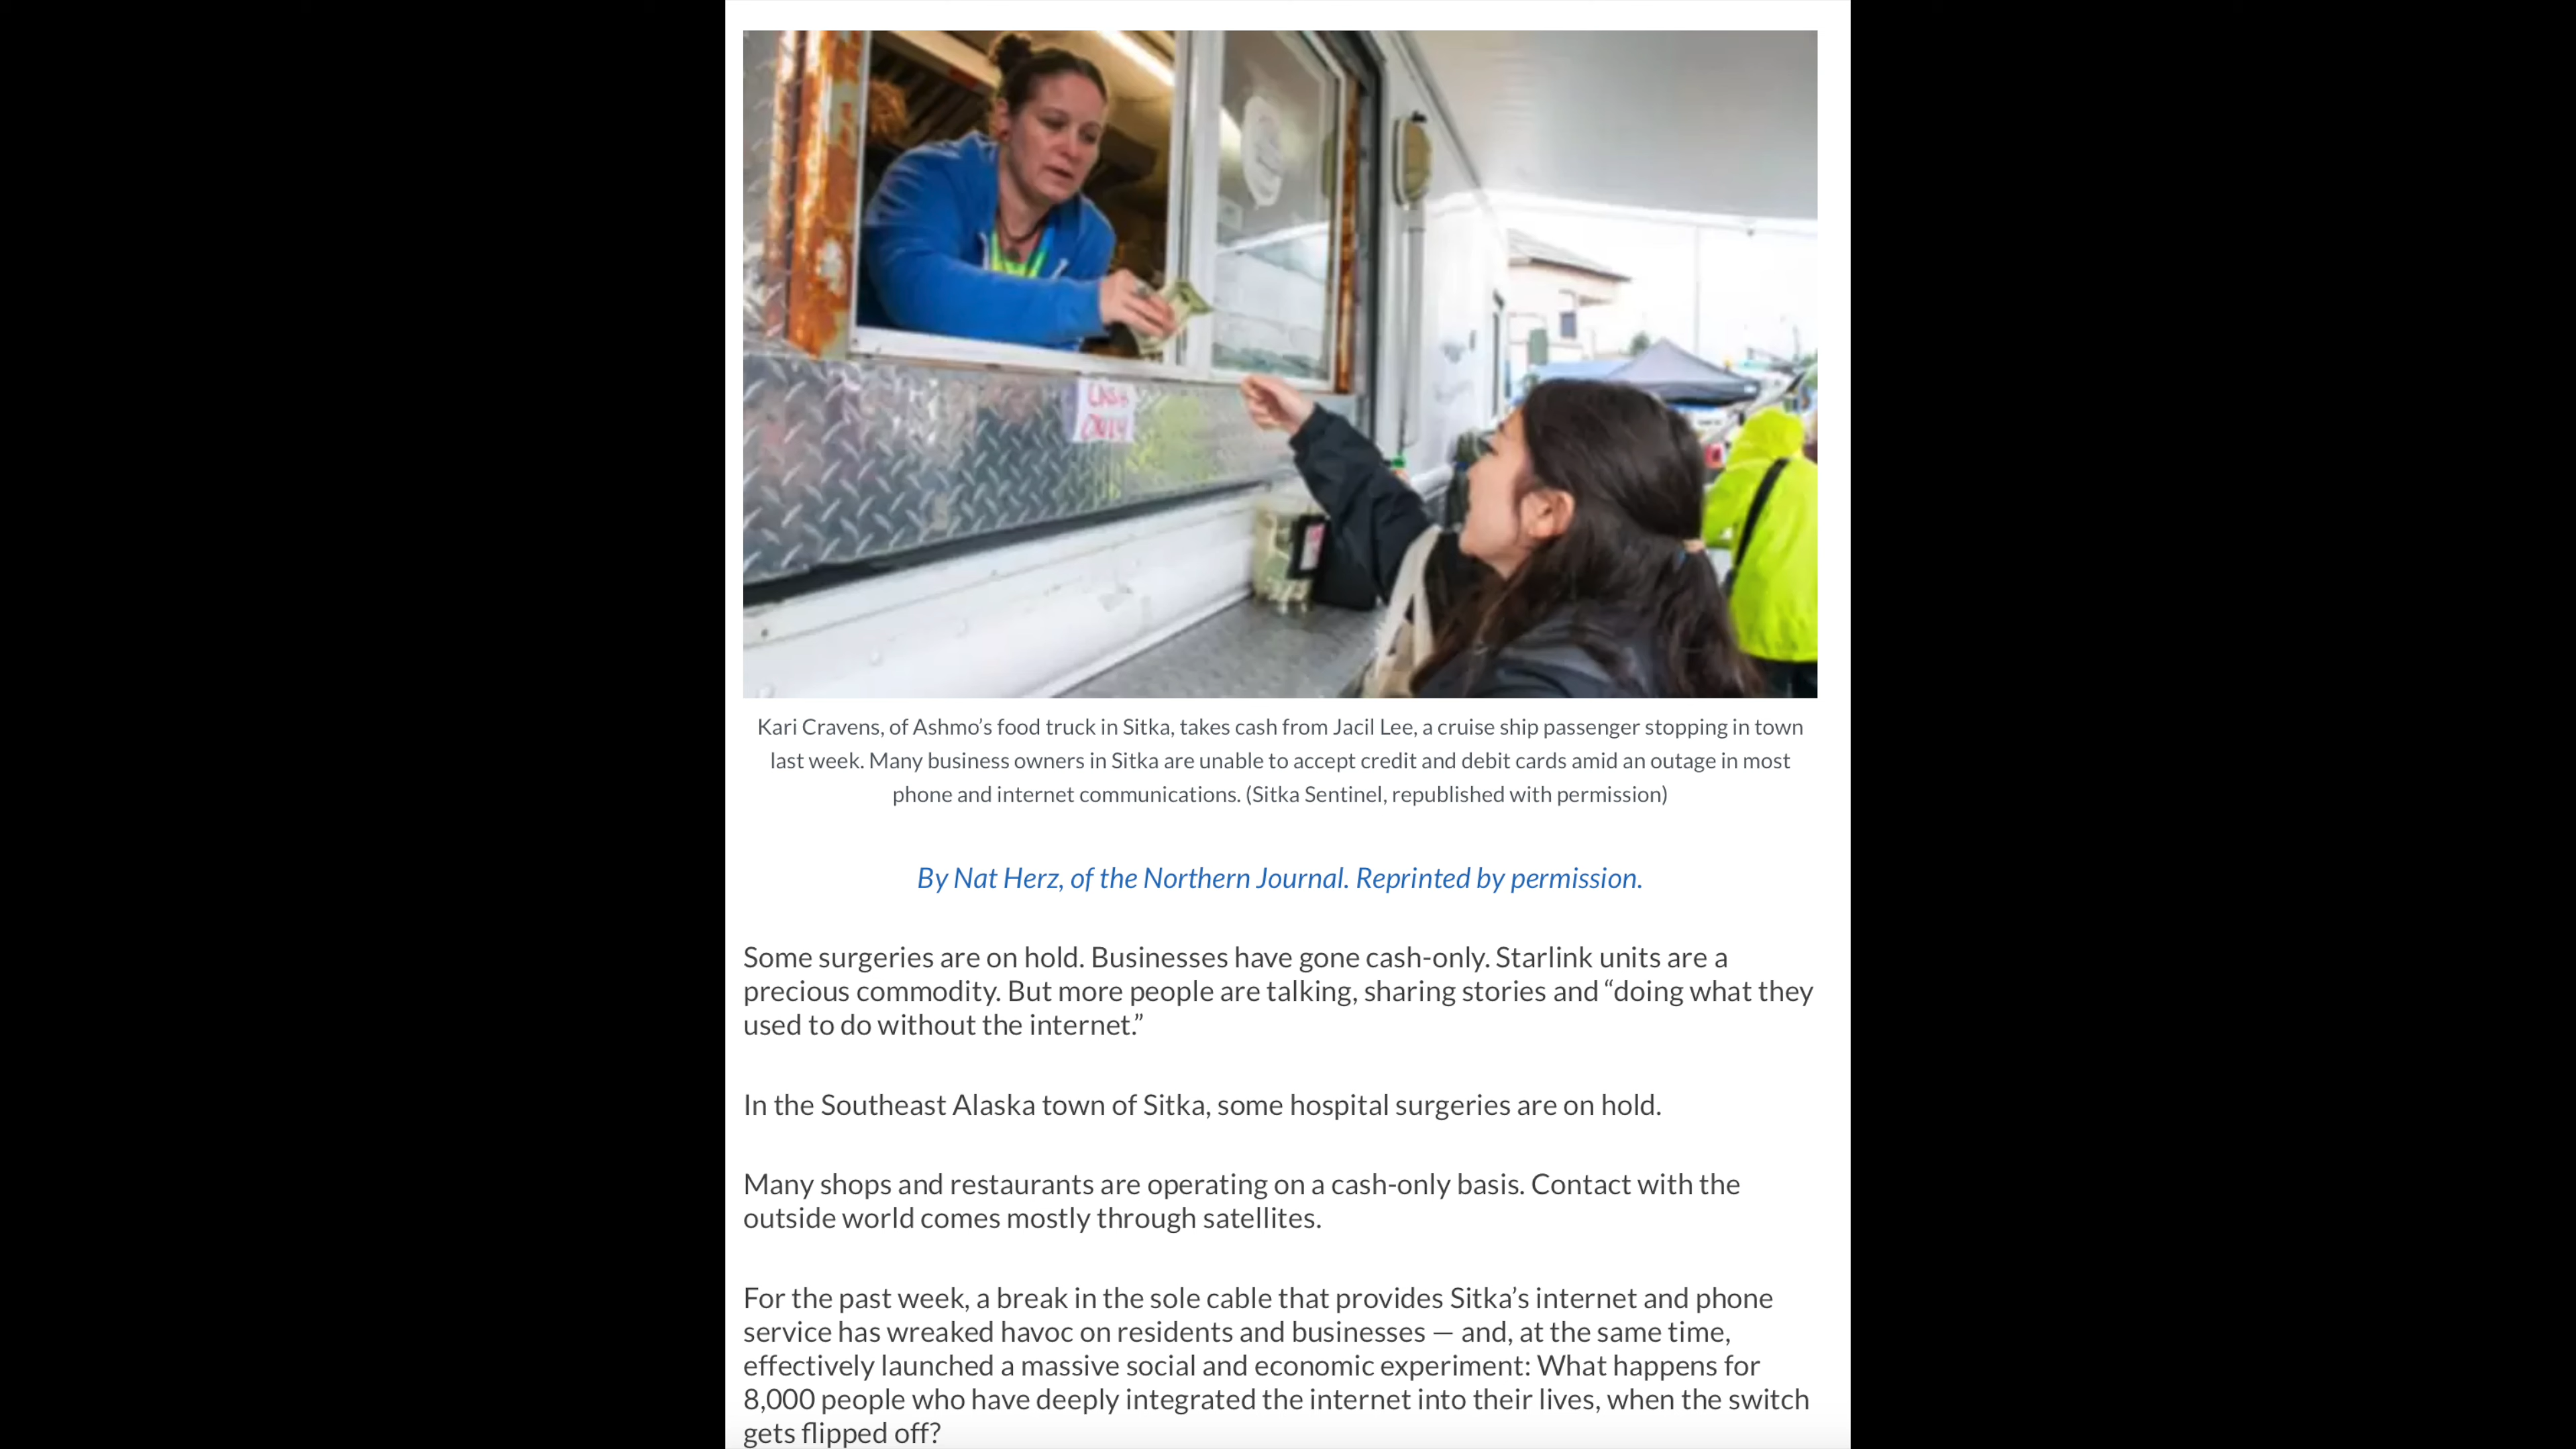 CASH
ONLY
Kari Cravens, of Ashmo’s food truck in Sitka, takes cash from Jacil Lee, a cruise ship passenger stopping in town
last week. Many business owners in Sitka are unable to accept credit and debit cards amid an outage in most
phone and internet communications. (Sitka Sentinel, republished with permission)
By Nat Herz, of the Northern Journal. Reprinted by permission.
Some surgeries are on hold. Businesses have gone cash-only. Starlink units are a
precious commodity. But more people are talking, sharing stories and “doing what they
used to do without the internet.”
In the Southeast Alaska town of Sitka, some hospital surgeries are on hold.
Many shops and restaurants are operating on a cash-only basis. Contact with the
outside world comes mostly through satellites.
For the past week, a break in the sole cable that provides Sitka’s internet and phone
service has wreaked havoc on residents and businesses — and, at the same time,
effectively launched a massive social and economic experiment: What happens for
8,000 people who have deeply integrated the internet into their lives, when the switch
gets flipped off?